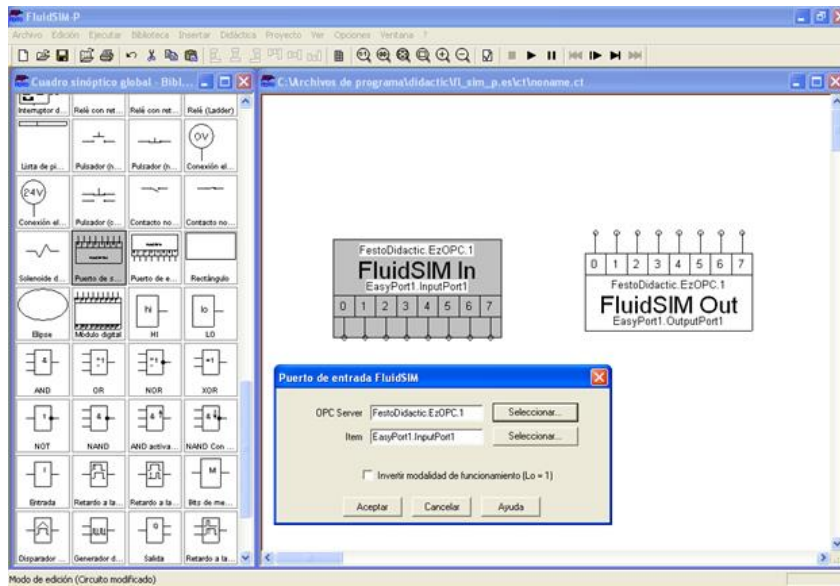 FluidSIM-P
Archivo Edición Ejecutar Biblioteca Insertar Didáctica Proyecto Ver Opciones Ventana ?
Cuadro sinóptico global - Bibl...
C:\Archivos de programa\didactic\fl_sim_p.es\ct\noname.ct
Interruptor d... Relé con ret... Relé con ret... Relé (Ladder)
0V
Lista de pi... Pulsador (n... Pulsador (n... Conexión el...
24V
Conexión el... Pulsador (c... Contacto no... Contacto no...
Solenoide d... Puerto de s... Puerto de e... Rectángulo
hi lo
Elipse Módulo digital HI LO
AND OR NOR XOR
NOT NAND AND activa... NAND Con ...
Entrada Retardo a la... Retardo a la... Bits de me...
Disparador ... Generador d... Salida Retardo a la...
FestoDidactic.EzOPC.1
FluidSIM In
EasyPort1.InputPort1
0 1 2 3 4 5 6 7
0 1 2 3 4 5 6 7
FestoDidactic.EzOPC.1
FluidSIM Out
EasyPort1.OutputPort1
Puerto de entrada FluidSIM
OPC Server FestoDidactic.EzOPC.1 Seleccionar...
Item EasyPort1.InputPort1 Seleccionar...
Invertir modalidad de funcionamiento (Lo = 1)
Aceptar Cancelar Ayuda
Modo de edición (Circuito modificado)